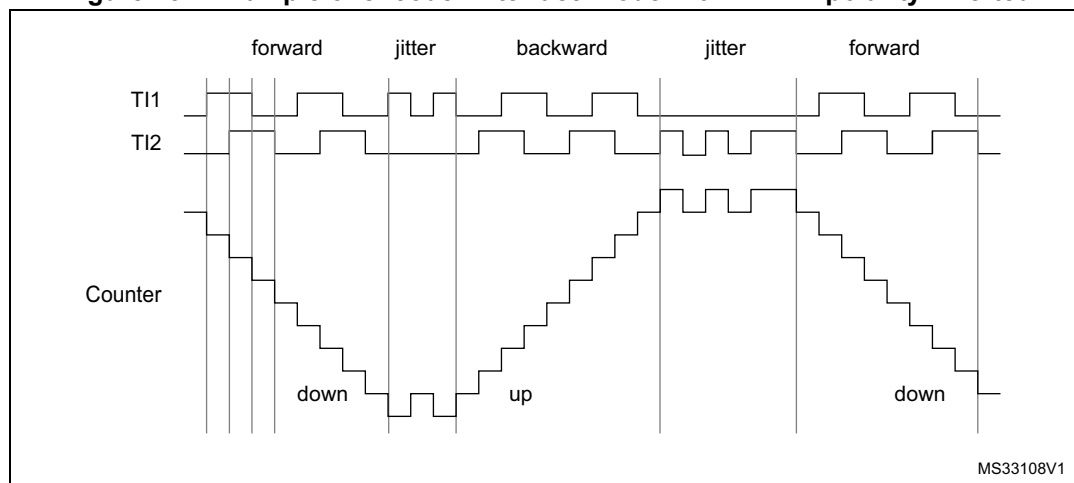 forward jitter backward jitter forward
TI1
TI2
Counter
down up down
MS33108V1